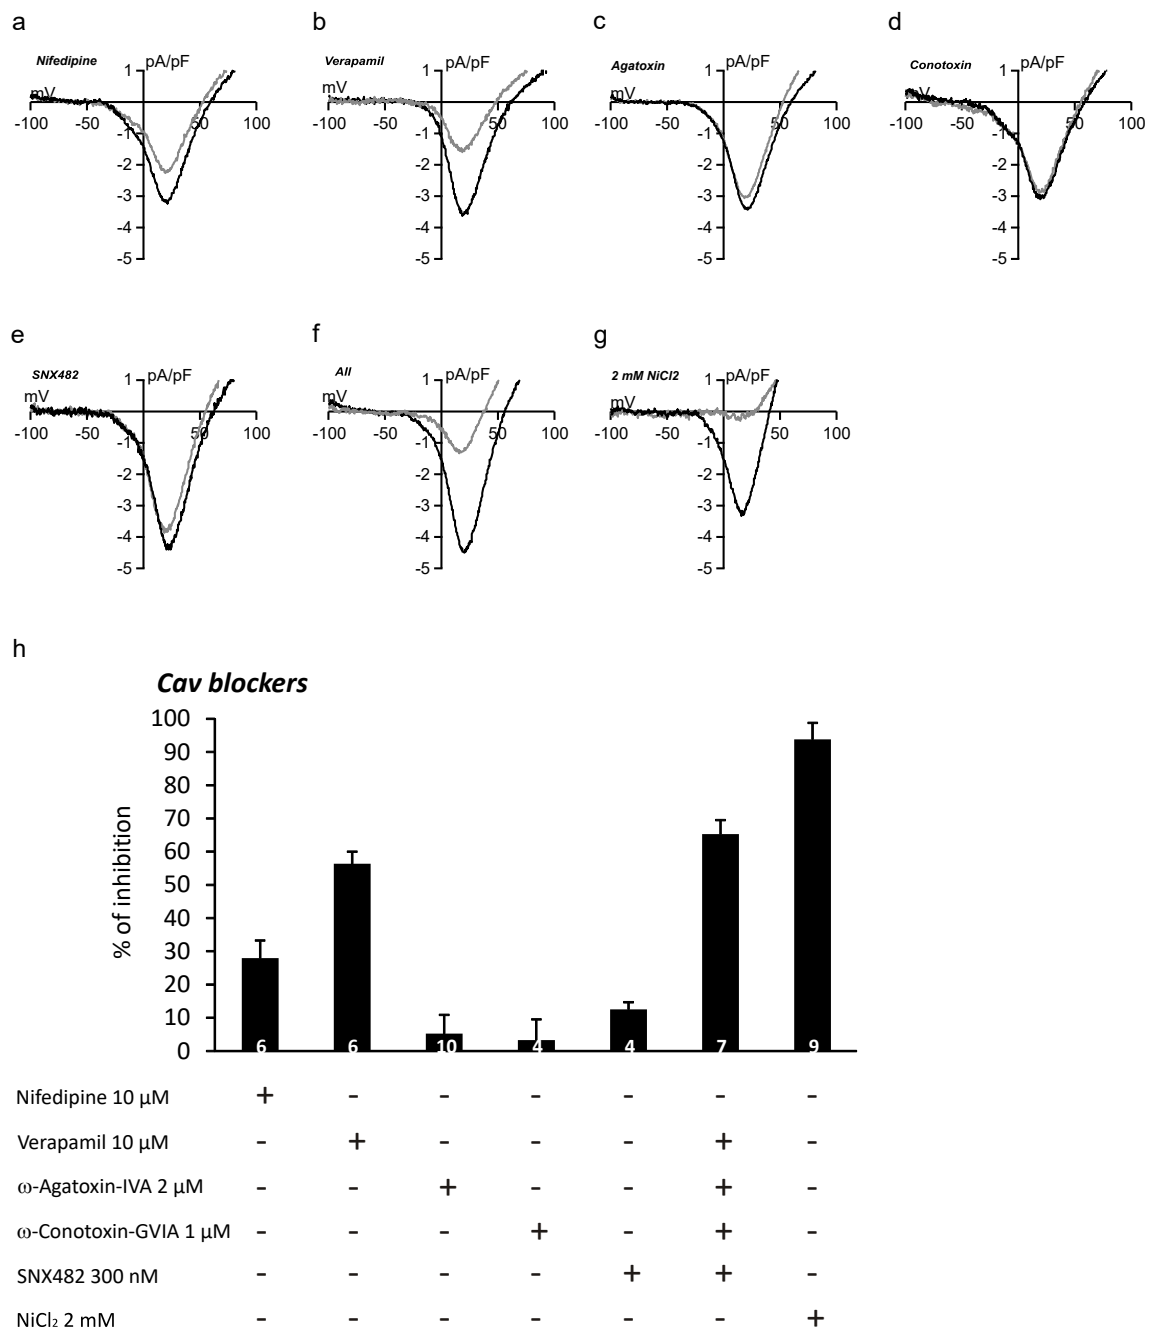 a b c d
Nifedipine pA/pF Verapamil pA/pF Agatoxin pA/pF Conotoxin pA/pF
1 1 1 1
mV mV mV V
-100 -50 50 100 -100 -50 50 100 -100 -50 50 100 -100 -50 50 100
-1 -1 -1 -1
-2 -2 -2 -2
-3 -3 -3 -3
-4 -4 -4 -4
-5 -5 -5 -5
e f g
SNX482 pA/pF All pA/pF 2 mM NiCl2 pA/pF
1 1 1
mV mV mV
-100 -50 50 100 -100 -50 50 100 -100 -50 50 100
-1 -1 -1
-2 -2 -2
-3 -3 -3
-4 -4 -4
-5 -5 -5
h
Cav blockers
% of inhibition
100
90
80
70
60
50
40
30
20
10
0
6 6 10 4 4 7 9
Nifedipine 10 µM + - - - - - -
Verapamil 10 µM - + - - - + -
ω-Agatoxin-IVA 2 µM - - + - - + -
ω-Conotoxin-GVIA 1 µM - - - + - + -
SNX482 300 nM - - - - + + -
NiCl₂ 2 mM - - - - - - +